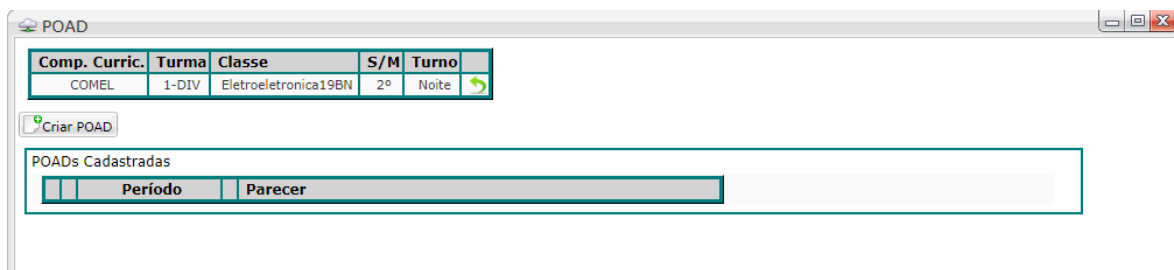 POAD
Comp. Curric. Turma Classe S/M Turno
COMEL 1-DIV Eletroeletronica19BN 2º Noite
Criar POAD
POADs Cadastradas
Período Parecer